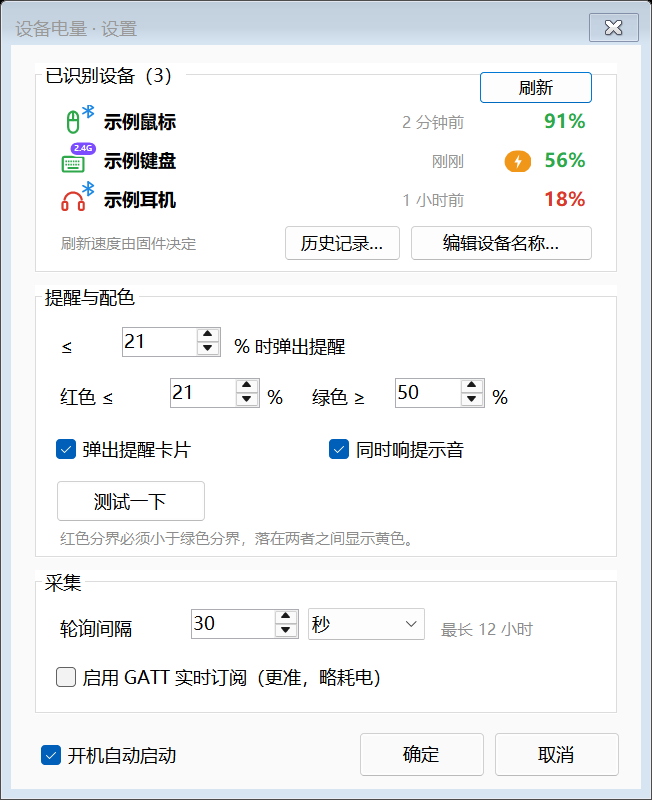 设备电量 · 设置
已识别设备（3）
刷新
示例鼠标 2 分钟前 91%
2.4G
示例键盘 刚刚 56%
示例耳机 1 小时前 18%
刷新速度由固件决定 历史记录... 编辑设备名称...
提醒与配色
≤ 21 % 时弹出提醒
红色 ≤ 21 % 绿色 ≥ 50 %
弹出提醒卡片 同时响提示音
测试一下
红色分界必须小于绿色分界，落在两者之间显示黄色。
采集
轮询间隔 30 秒 最长 12 小时
启用 GATT 实时订阅（更准，略耗电）
开机自动启动 确定 取消